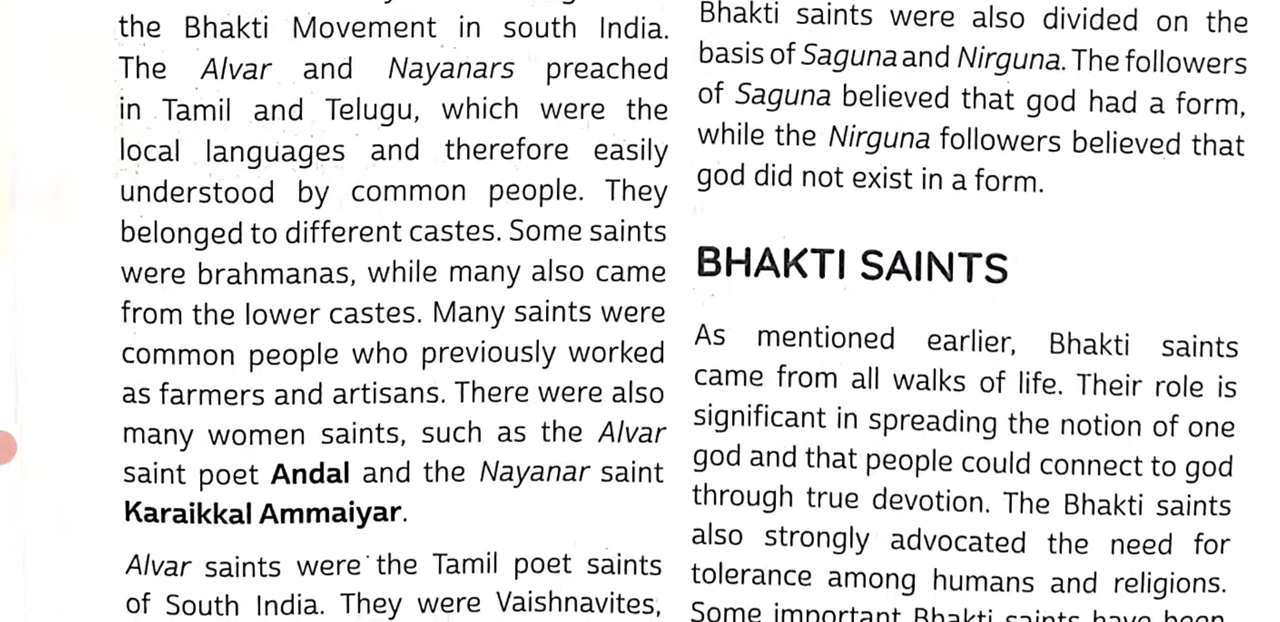 the Bhakti Movement in south India.
The Alvar and Nayanars preached
in Tamil and Telugu, which were the
local languages and therefore easily
understood by common people. They
belonged to different castes. Some saints
were brahmanas, while many also came
from the lower castes. Many saints were
common people who previously worked
as farmers and artisans. There were also
many women saints, such as the Alvar
saint poet Andal and the Nayanar saint
Karaikkal Ammaiyar.
Alvar saints were the Tamil poet saints
of South India. They were Vaishnavites,
Bhakti saints were also divided on the
basis of Saguna and Nirguna. The followers
of Saguna believed that god had a form,
while the Nirguna followers believed that
god did not exist in a form.
BHAKTI SAINTS
As mentioned earlier, Bhakti saints
came from all walks of life. Their role is
significant in spreading the notion of one
god and that people could connect to god
through true devotion. The Bhakti saints
also strongly advocated the need for
tolerance among humans and religions.
Some important Bhakti saints have been